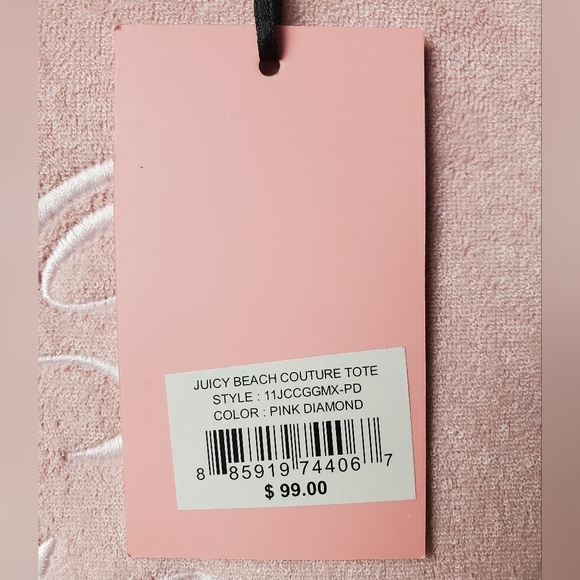 JUICY BEACH COUTURE TOTE
STYLE : 11JCCGGMX-PD
COLOR : PINK DIAMOND
8 85919 74406 7
$ 99.00